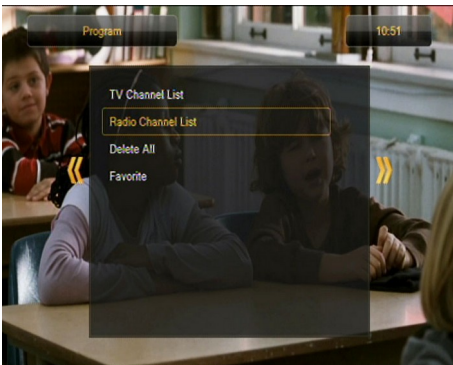 Program
10:51
TV Channel List
Radio Channel List
Delete All
Favorite